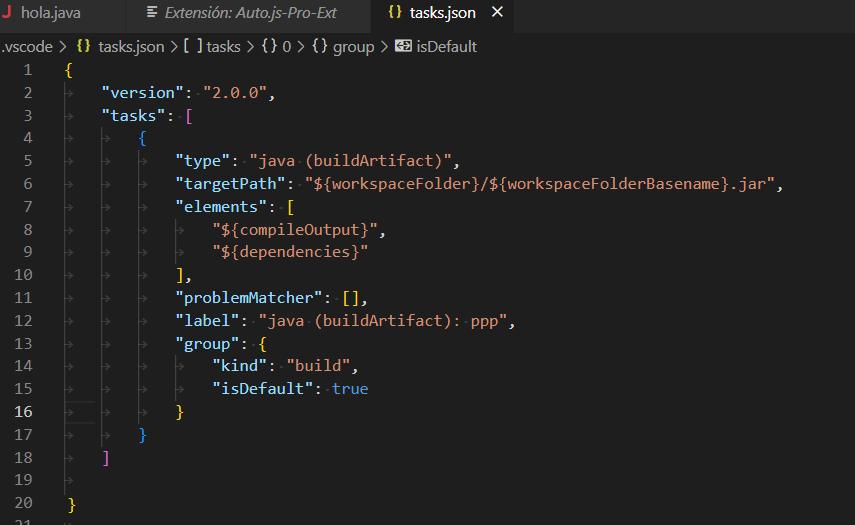 hola.java Extensión: Auto.js-Pro-Ext tasks.json
.vscode > tasks.json > [ ] tasks > {} 0 > {} group > isDefault
1 {
2 "version": "2.0.0",
3 "tasks": [
4 {
5 "type": "java (buildArtifact)",
6 "targetPath": "${workspaceFolder}/${workspaceFolderBasename}.jar",
7 "elements": [
8 "${compileOutput}",
9 "${dependencies}"
10 ],
11 "problemMatcher": [],
12 "label": "java (buildArtifact): ppp",
13 "group": {
14 "kind": "build",
15 "isDefault": true
16 }
17 }
18 ]
19
20 }
21